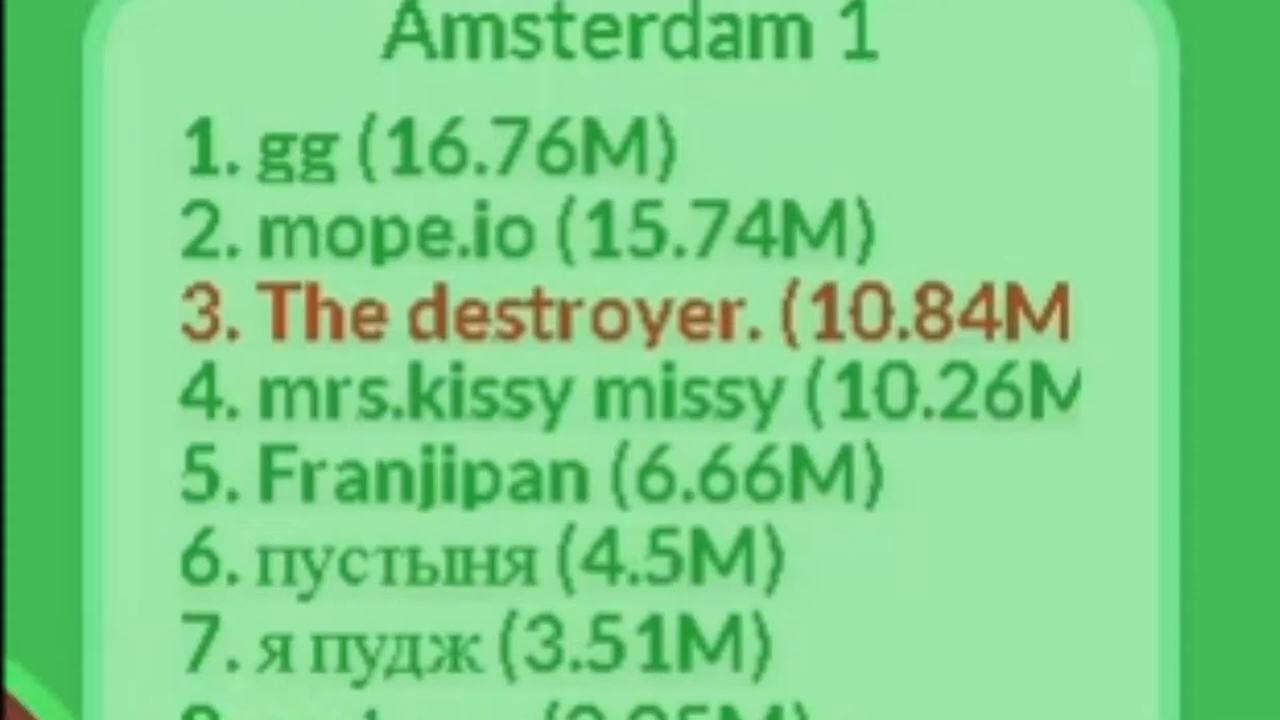 Amsterdam 1
1. gg (16.76M)
2. mope.io (15.74M)
3. The destroyer. (10.84M
4. mrs.kissy missy (10.26M
5. Franjipan (6.66M)
6. пустыня (4.5M)
7. я пудж (3.51M)